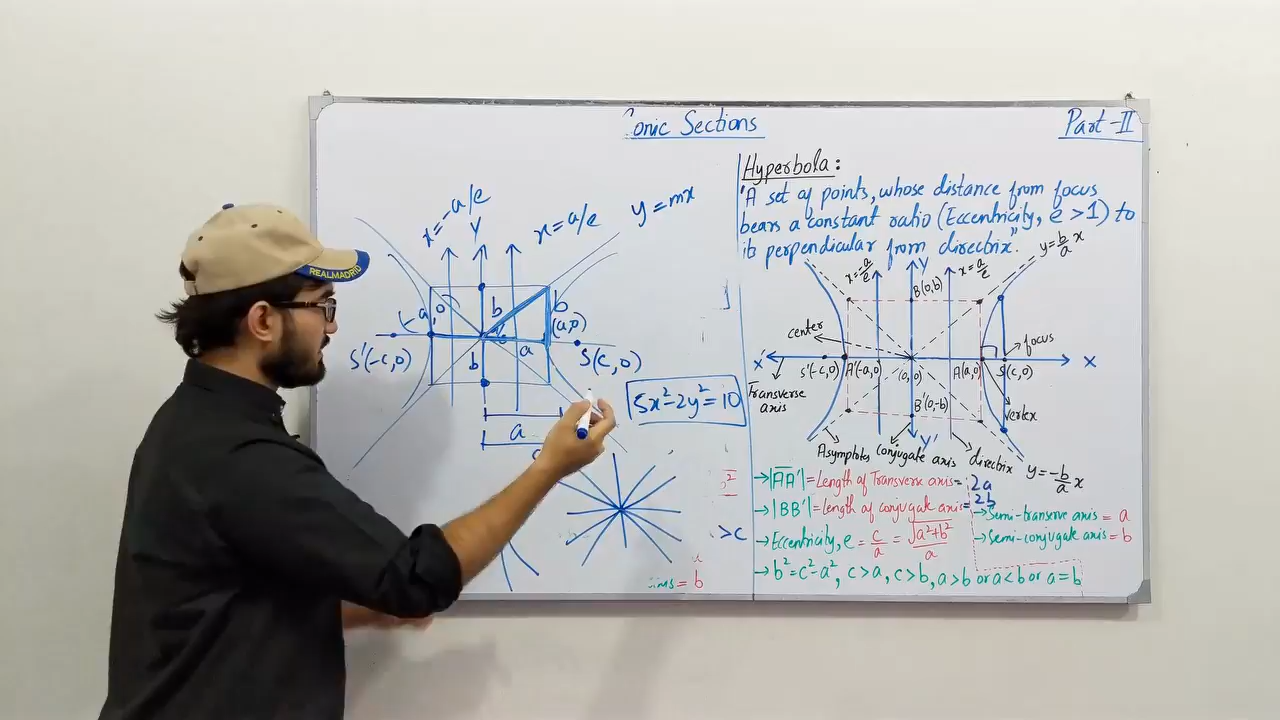 Conic Sections
Part-II
Hyperbola:
"A set of points, whose distance from focus
bears a constant ratio (Eccentricity, e > 1) to
its perpendicular from directrix."
x=-a/e
Y
x=a/e
y=mx
b
b
a
(a,0)
S'(-c,0)
S(c,0)
b
a
5x²-2y²=10
>c
= b
REALMADRID
x=-a/e
Y
x=a/e
y=b/a x
B(0,b)
center
focus
X'
S'(-c,0)
A'(-a,0)
(0,0)
A(a,0)
S(c,0)
X
Transverse axis
B'(0,-b)
vertex
Y'
Asymptotes
Conjugate axis
directrix
y=-b/a x
→|AA'|=Length of Transverse axis= 2a
→|BB'|=Length of conjugate axis= 2b
→Semi-transerve axis = a
→Semi-conjugate axis = b
→Eccentricity, e = c/a = √a²+b²/a
→b²=c²-a², c>a, c>b, a>b or a<b or a=b